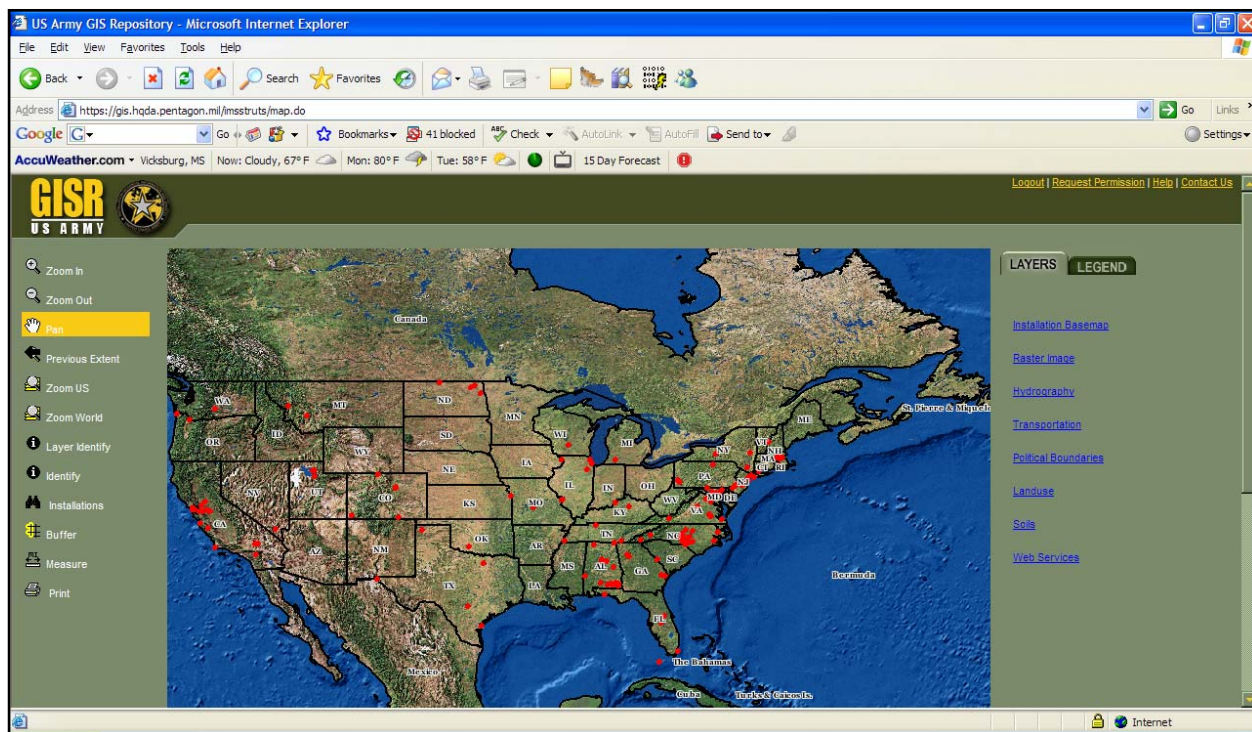 US Army GIS Repository - Microsoft Internet Explorer
File Edit View Favorites Tools Help
Back Search Favorites
Address https://gis.hqda.pentagon.mil/imsstruts/map.do Go Links
Google G Go Bookmarks 41 blocked ABC Check AutoLink AutoFill Send to Settings
AccuWeather.com Vicksburg, MS Now: Cloudy, 67° F Mon: 80° F Tue: 58° F 15 Day Forecast
Logout | Request Permission | Help | Contact Us
GISR
US ARMY
Zoom In
Zoom Out
Pan
Previous Extent
Zoom US
Zoom World
Layer Identify
Identify
Installations
Buffer
Measure
Print
Canada
WA MT ND MN ME
OR ID SD WI MI NY VT NH
WY MA
CT RI
NV UT NE IA PA NJ
CO IL IN OH MD DE
CA KS MO WV VA
KY
AZ NM OK AR TN NC
TX LA MS AL GA SC
FL
St. Pierre & Miquel
Bermuda
Mexico
The Bahamas
Cuba
Turks & Caicos Is.
LAYERS LEGEND
Installation Basemap
Raster Image
Hydrography
Transportation
Political Boundaries
Landuse
Soils
Web Services
Internet